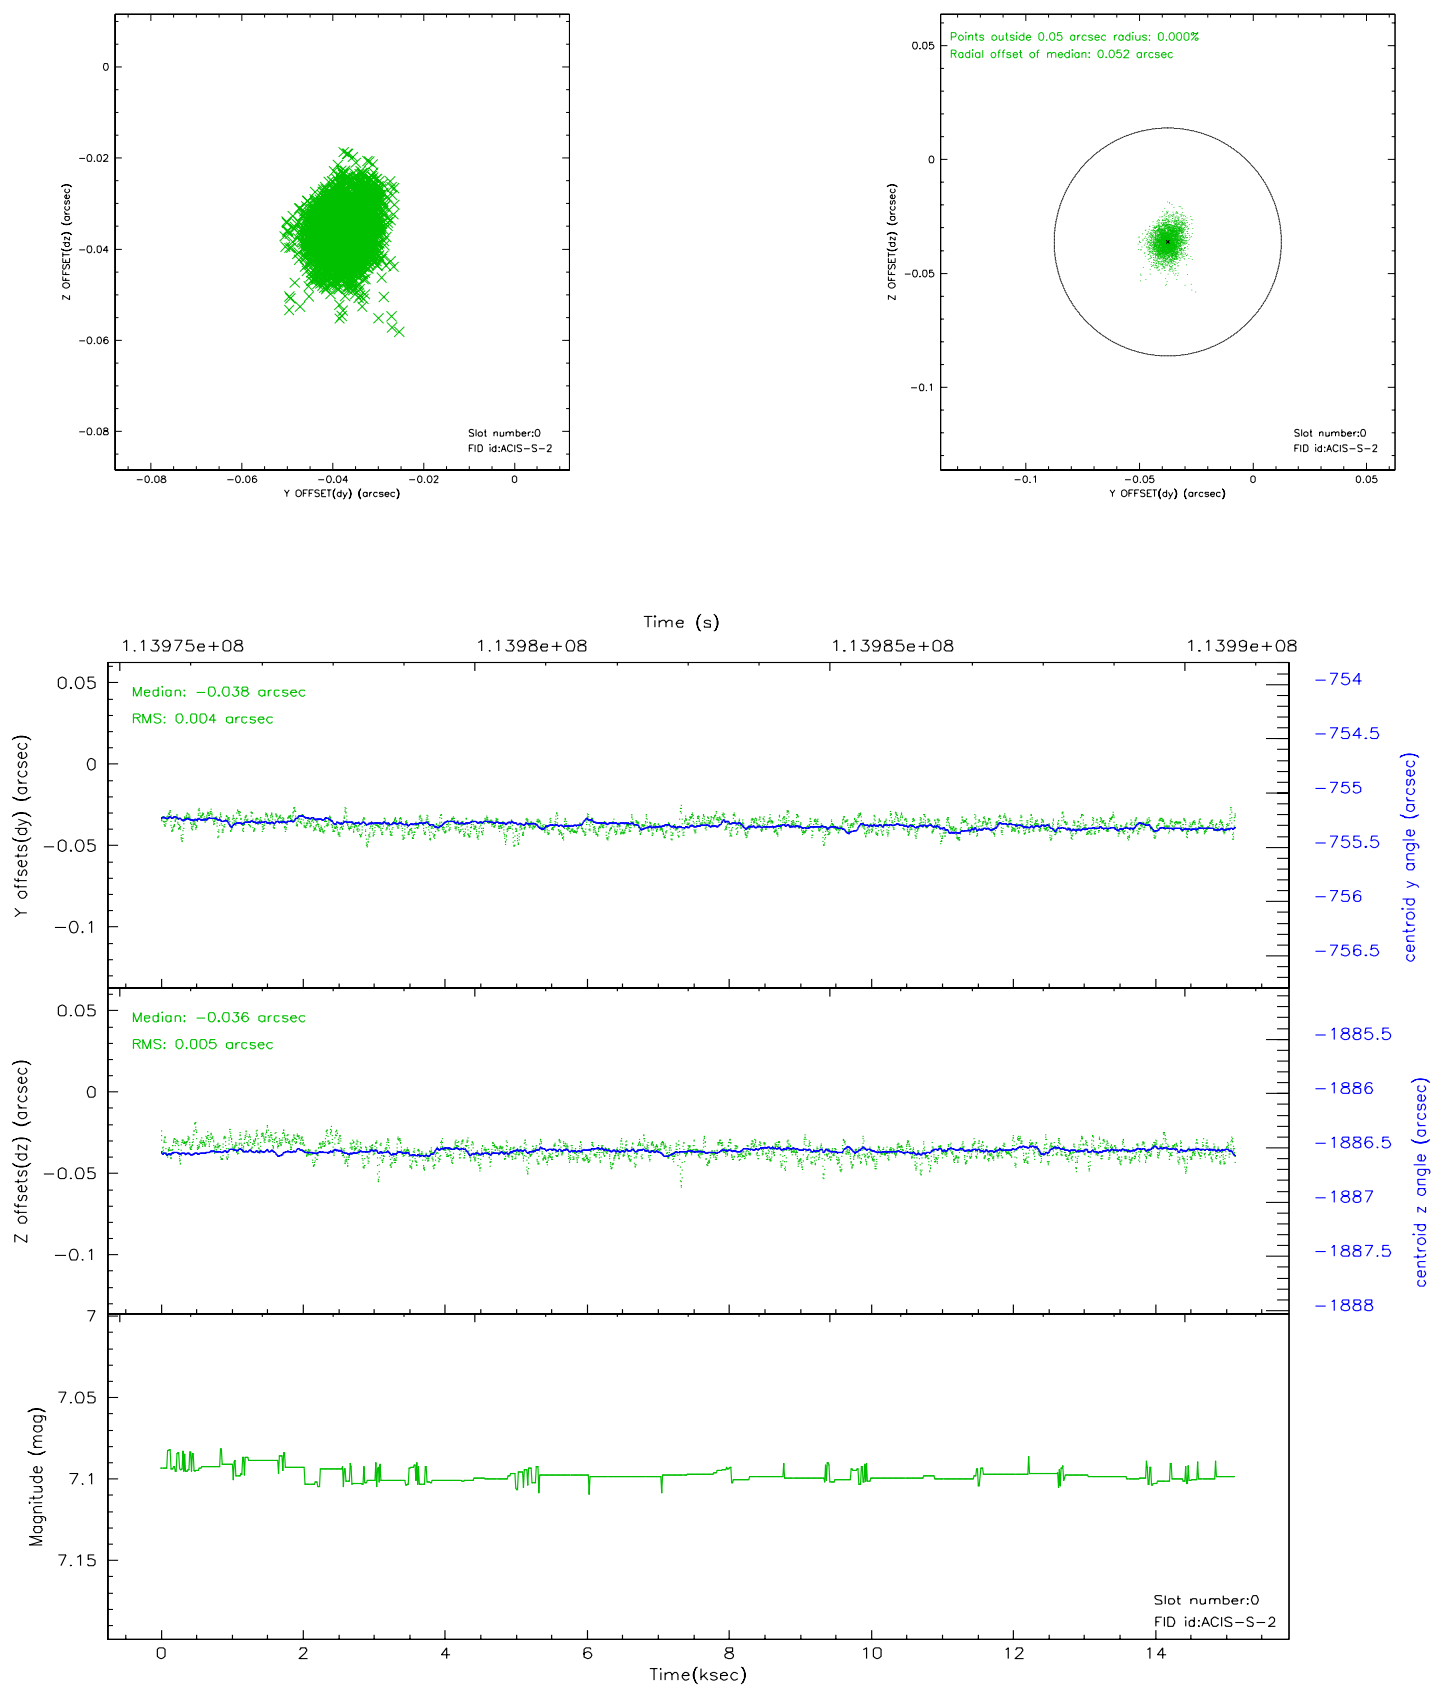 0
-0.02
-0.04
-0.06
-0.08
Z OFFSET(dz) (arcsec)
Slot number:0
FID id:ACIS-S-2
-0.08
-0.06
-0.04
-0.02
0
Y OFFSET(dy) (arcsec)
Points outside 0.05 arcsec radius: 0.000%
Radial offset of median: 0.052 arcsec
0.05
0
-0.05
-0.1
Z OFFSET(dz) (arcsec)
Slot number:0
FID id:ACIS-S-2
-0.1
-0.05
0
0.05
Y OFFSET(dy) (arcsec)
Time (s)
1.13975e+08
1.1398e+08
1.13985e+08
1.1399e+08
Median: -0.038 arcsec
RMS: 0.004 arcsec
0.05
0
-0.05
-0.1
Y offsets(dy) (arcsec)
-754
-754.5
-755
-755.5
-756
-756.5
centroid y angle (arcsec)
Median: -0.036 arcsec
RMS: 0.005 arcsec
0.05
0
-0.05
-0.1
Z offsets(dz) (arcsec)
-1885.5
-1886
-1886.5
-1887
-1887.5
-1888
centroid z angle (arcsec)
7
7.05
7.1
7.15
Magnitude (mag)
Slot number:0
FID id:ACIS-S-2
0
2
4
6
8
10
12
14
Time(ksec)